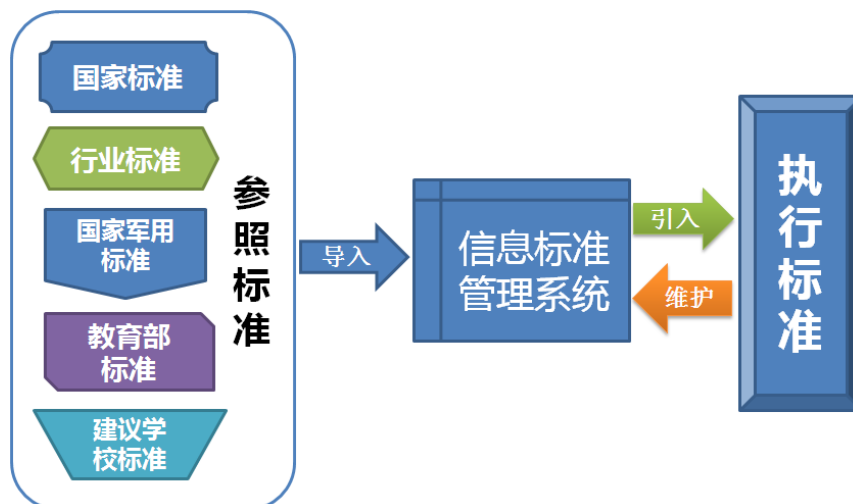 国家标准
行业标准
国家军用
标准
教育部
标准
建议学
校标准
参照标准
导入
信息标准
管理系统
引入
维护
执行标准